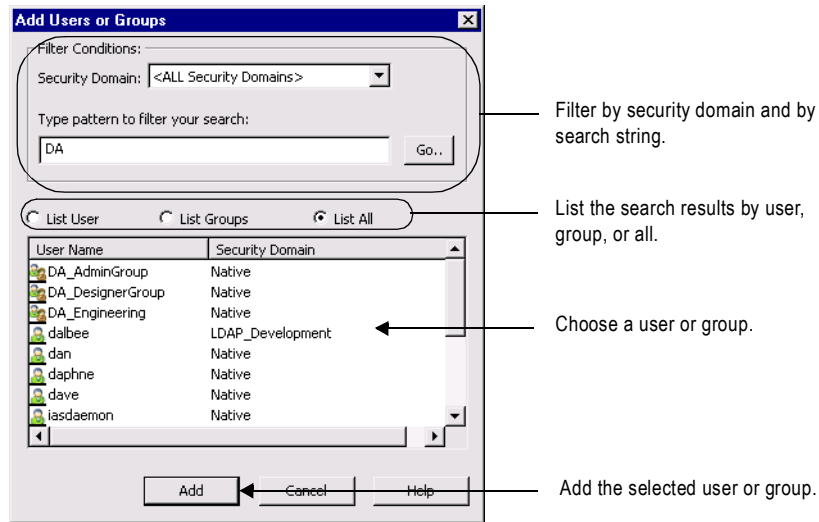 Add Users or Groups
Filter Conditions:
Security Domain: <ALL Security Domains>
Type pattern to filter your search:
DA
Go..
Filter by security domain and by
search string.
List User
List Groups
List All
List the search results by user,
group, or all.
User Name Security Domain
DA_AdminGroup Native
DA_DesignerGroup Native
DA_Engineering Native
dalbee LDAP_Development
dan Native
daphne Native
dave Native
iasdaemon Native
Choose a user or group.
Add
Cancel
Help
Add the selected user or group.